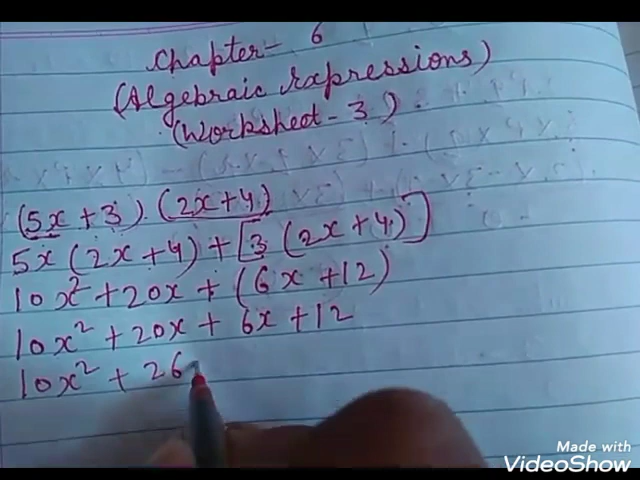 Chapter- 6
(Algebraic Expressions)
(Worksheet - 3)
(5x + 3) (2x + 4)
5x (2x + 4) + [3 (2x + 4)]
10x² + 20x + (6x + 12)
10x² + 20x + 6x + 12
10x² + 26
Made with
VideoShow